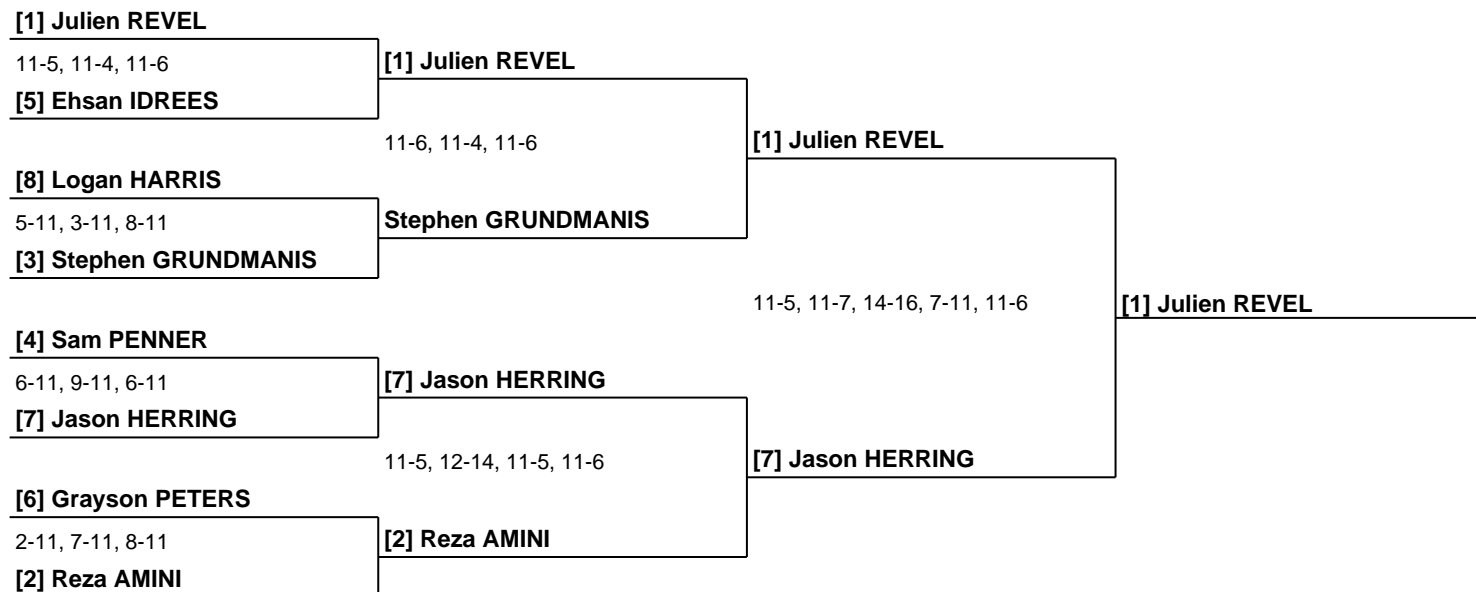 [1] Julien REVEL
11-5, 11-4, 11-6
[5] Ehsan IDREES
[1] Julien REVEL
11-6, 11-4, 11-6
[8] Logan HARRIS
5-11, 3-11, 8-11
[3] Stephen GRUNDMANIS
Stephen GRUNDMANIS
[1] Julien REVEL
11-5, 11-7, 14-16, 7-11, 11-6
[1] Julien REVEL
[4] Sam PENNER
6-11, 9-11, 6-11
[7] Jason HERRING
[7] Jason HERRING
11-5, 12-14, 11-5, 11-6
[7] Jason HERRING
[6] Grayson PETERS
2-11, 7-11, 8-11
[2] Reza AMINI
[2] Reza AMINI